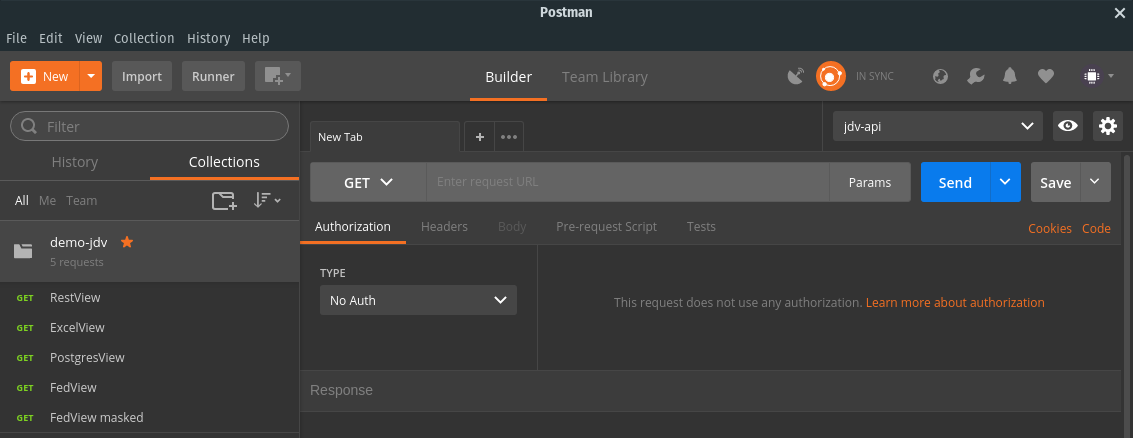 Postman
File Edit View Collection History Help
New Import Runner Builder Team Library IN SYNC
Filter
History Collections
All Me Team
demo-jdv
5 requests
GET RestView
GET ExcelView
GET PostgresView
GET FedView
GET FedView masked
New Tab
jdv-api
GET Enter request URL Params Send Save
Authorization Headers Body Pre-request Script Tests Cookies Code
TYPE
No Auth
This request does not use any authorization. Learn more about authorization
Response